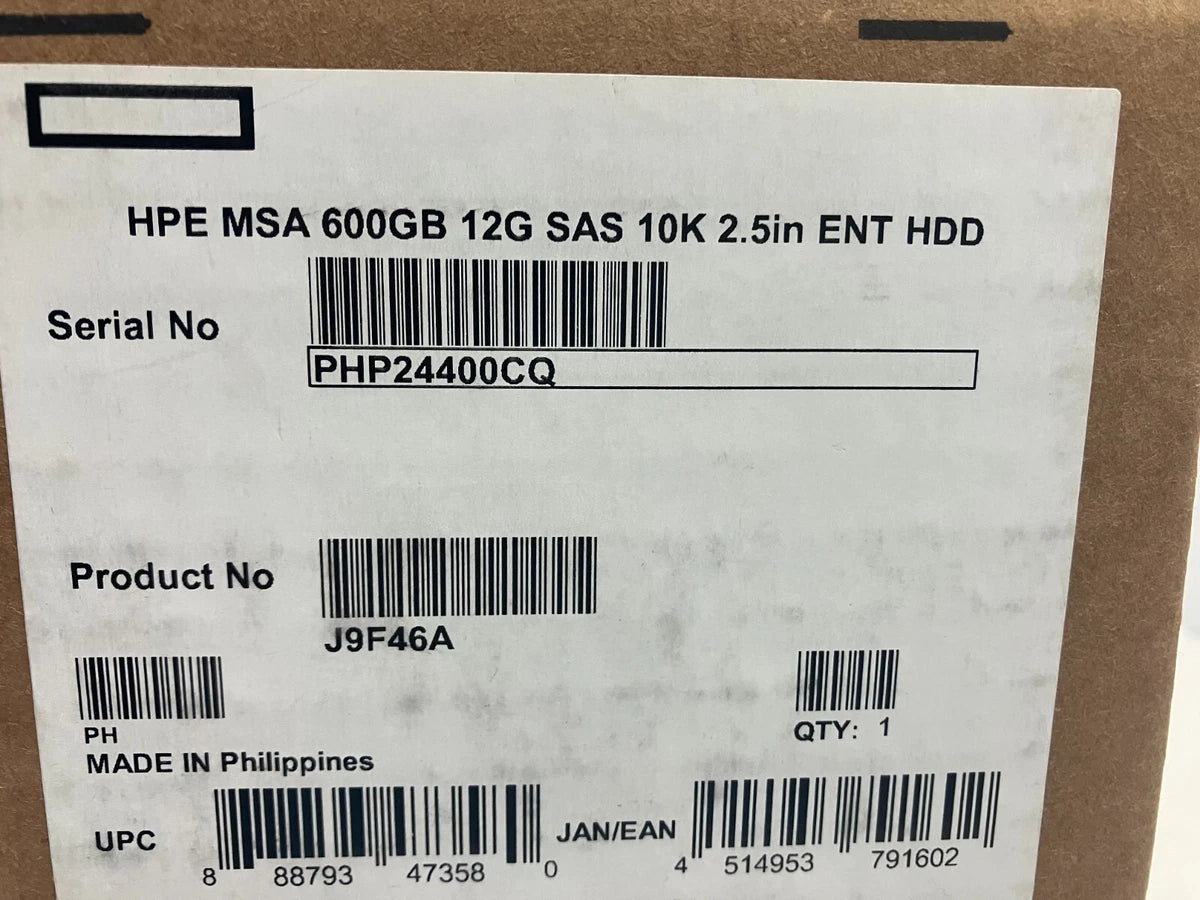 HPE MSA 600GB 12G SAS 10K 2.5in ENT HDD
Serial No
PHP24400CQ
Product No
J9F46A
PH
QTY: 1
MADE IN Philippines
UPC
8 88793 47358 0
JAN/EAN
4 514953 791602